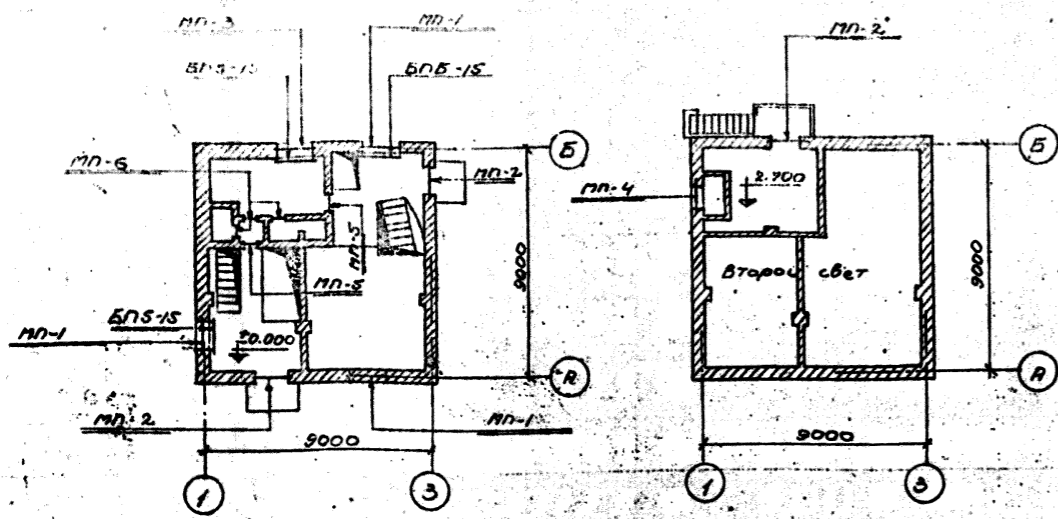 МП-3
МП-1
БП5-15
БПБ-15
МП-6
МП-2
МП-5
МП-5
БП5-15
МП-1
±0.000
МП-2
МП-1
9000
9000
Б
А
1
3
МП-2
МП-4
2.700
Второй свет
9000
9000
Б
А
1
3